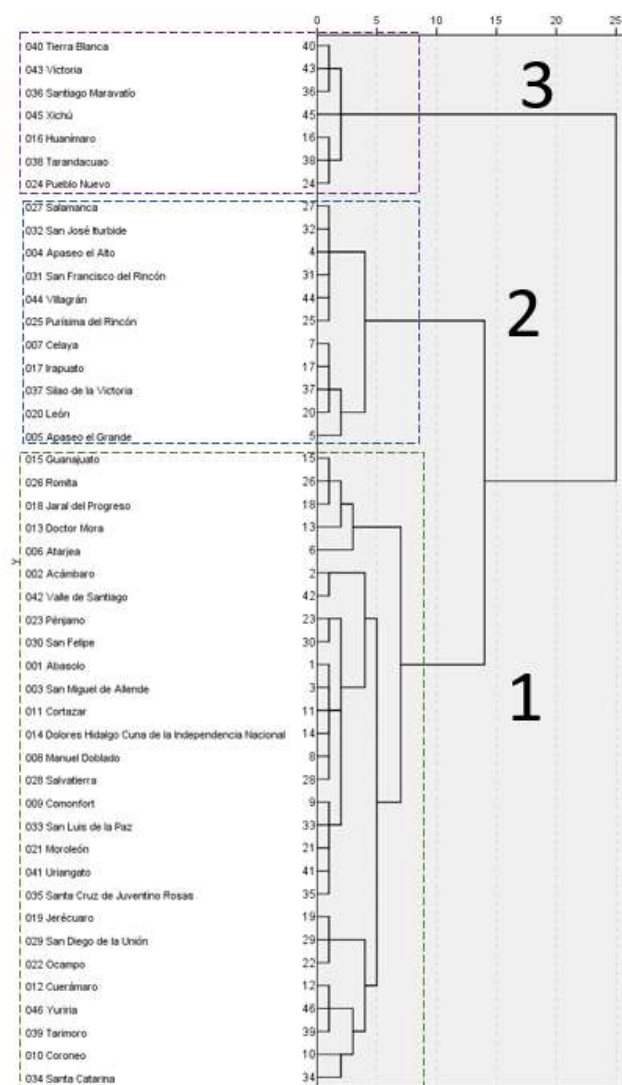 0 5 10 15 20 25
040 Tierra Blanca 40
043 Victoria 43
036 Santiago Maravatío 36
045 Xichú 45
016 Huanímaro 16
038 Tarandacuao 38
024 Pueblo Nuevo 24
3
027 Salamanca 27
032 San José Iturbide 32
004 Apaseo el Alto 4
031 San Francisco del Rincón 31
044 Villagrán 44
025 Purísima del Rincón 25
007 Celaya 7
017 Irapuato 17
037 Silao de la Victoria 37
020 León 20
005 Apaseo el Grande 5
2
015 Guanajuato 15
026 Romita 26
018 Jaral del Progreso 18
013 Doctor Mora 13
006 Atarjea 6
Y
002 Acámbaro 2
042 Valle de Santiago 42
023 Pénjamo 23
030 San Felipe 30
001 Abasolo 1
003 San Miguel de Allende 3
011 Cortazar 11
014 Dolores Hidalgo Cuna de la Independencia Nacional 14
008 Manuel Doblado 8
028 Salvatierra 28
009 Comonfort 9
033 San Luis de la Paz 33
021 Moroleón 21
041 Uriangato 41
035 Santa Cruz de Juventino Rosas 35
019 Jerécuaro 19
029 San Diego de la Unión 29
022 Ocampo 22
012 Cuerámaro 12
046 Yuriria 46
039 Tarimoro 39
010 Coroneo 10
034 Santa Catarina 34
1